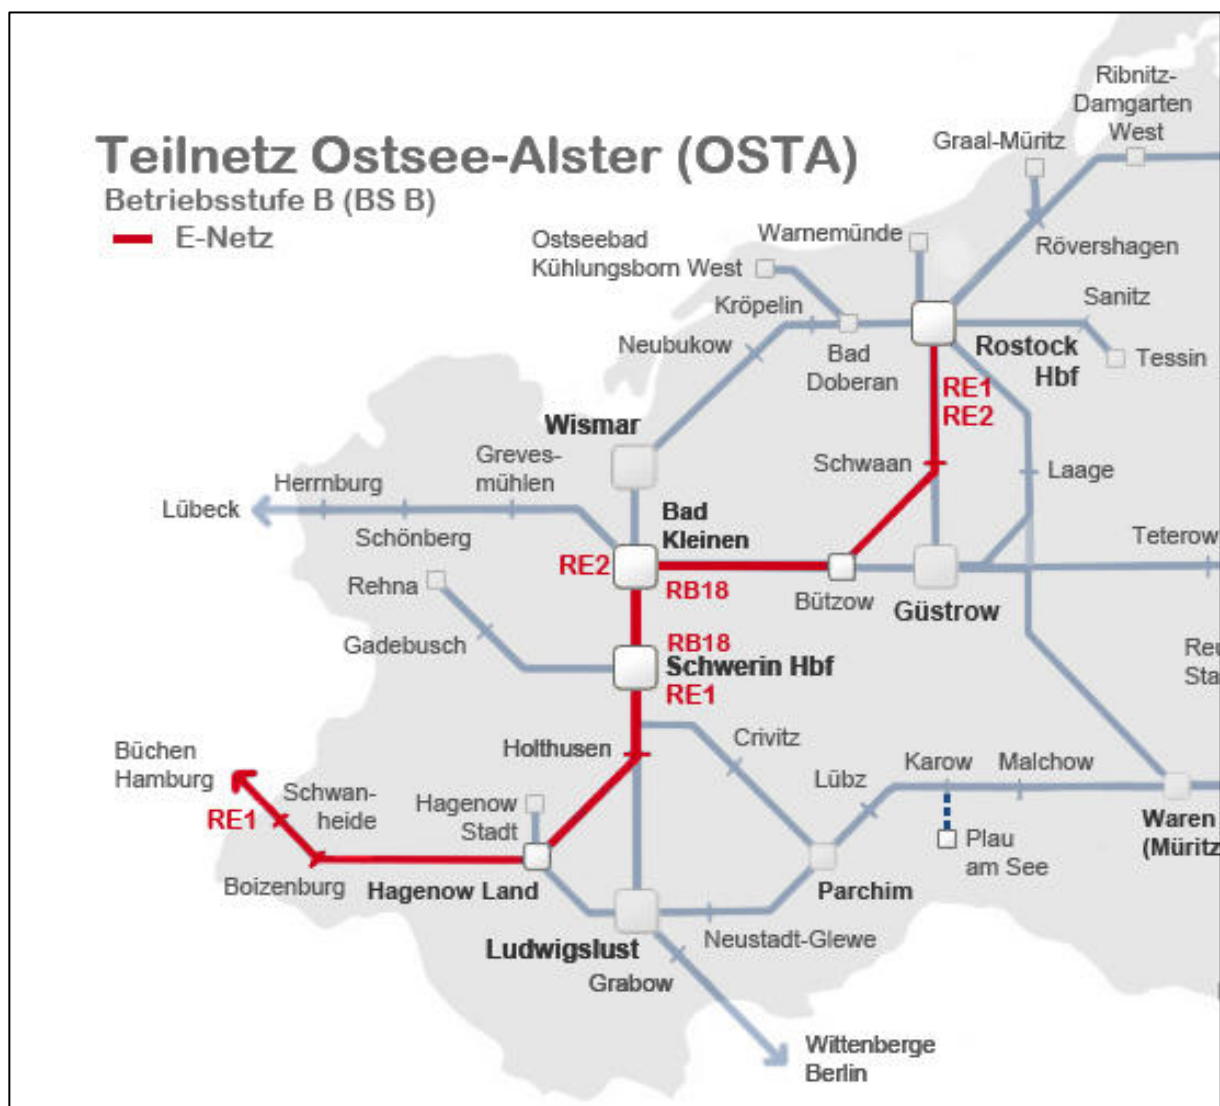 Teilnetz Ostsee-Alster (OSTA)
Betriebsstufe B (BS B)
E-Netz
Ribnitz-
Damgarten
West
Graal-Müritz
Rövershagen
Warnemünde
Ostseebad
Kühlungsborn West
Kröpelin
Neubukow
Bad
Doberan
Rostock
Hbf
Sanitz
Tessin
RE1
RE2
Wismar
Schwaan
Laage
Greves-
mühlen
Herrnburg
Lübeck
Schönberg
Bad
Kleinen
RE2
RB18
Bützow
Güstrow
Teterow
Rehna
Gadebusch
RB18
Schwerin Hbf
RE1
Reu
Sta
Holthusen
Crivitz
Büchen
Hamburg
RE1
Schwan-
heide
Hagenow
Stadt
Boizenburg
Hagenow Land
Lübz
Karow
Malchow
Plau
am See
Waren
(Müritz
Parchim
Ludwigslust
Neustadt-Glewe
Grabow
Wittenberge
Berlin